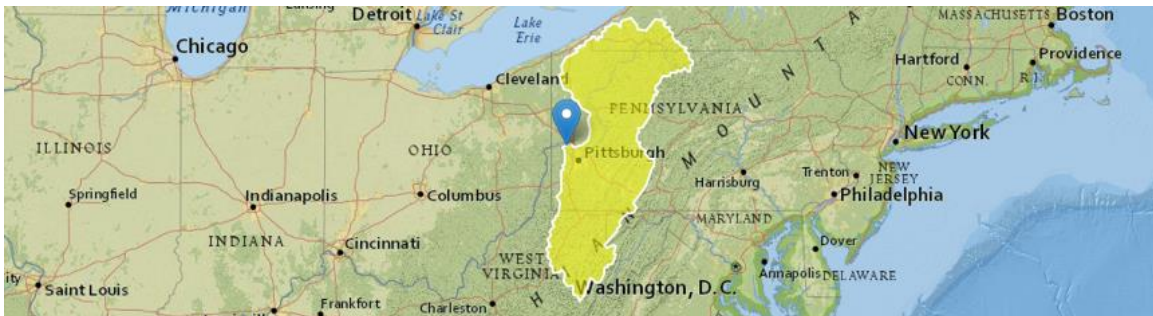 Michigan
Lansing
Detroit
Lake St
Clair
Lake
Erie
MASSACHUSETTS
Boston
Chicago
Cleveland
Hartford
CONN.
Providence
R I
PENNSYLVANIA
M O U N T A
ILLINOIS
OHIO
Pittsburgh
New York
NEW
JERSEY
Springfield
Indianapolis
Columbus
Harrisburg
Trenton
Philadelphia
INDIANA
Cincinnati
MARYLAND
Dover
WEST
VIRGINIA
Annapolis
DELAWARE
ity
Saint Louis
Frankfort
Charleston
Washington, D.C.
H
A
N